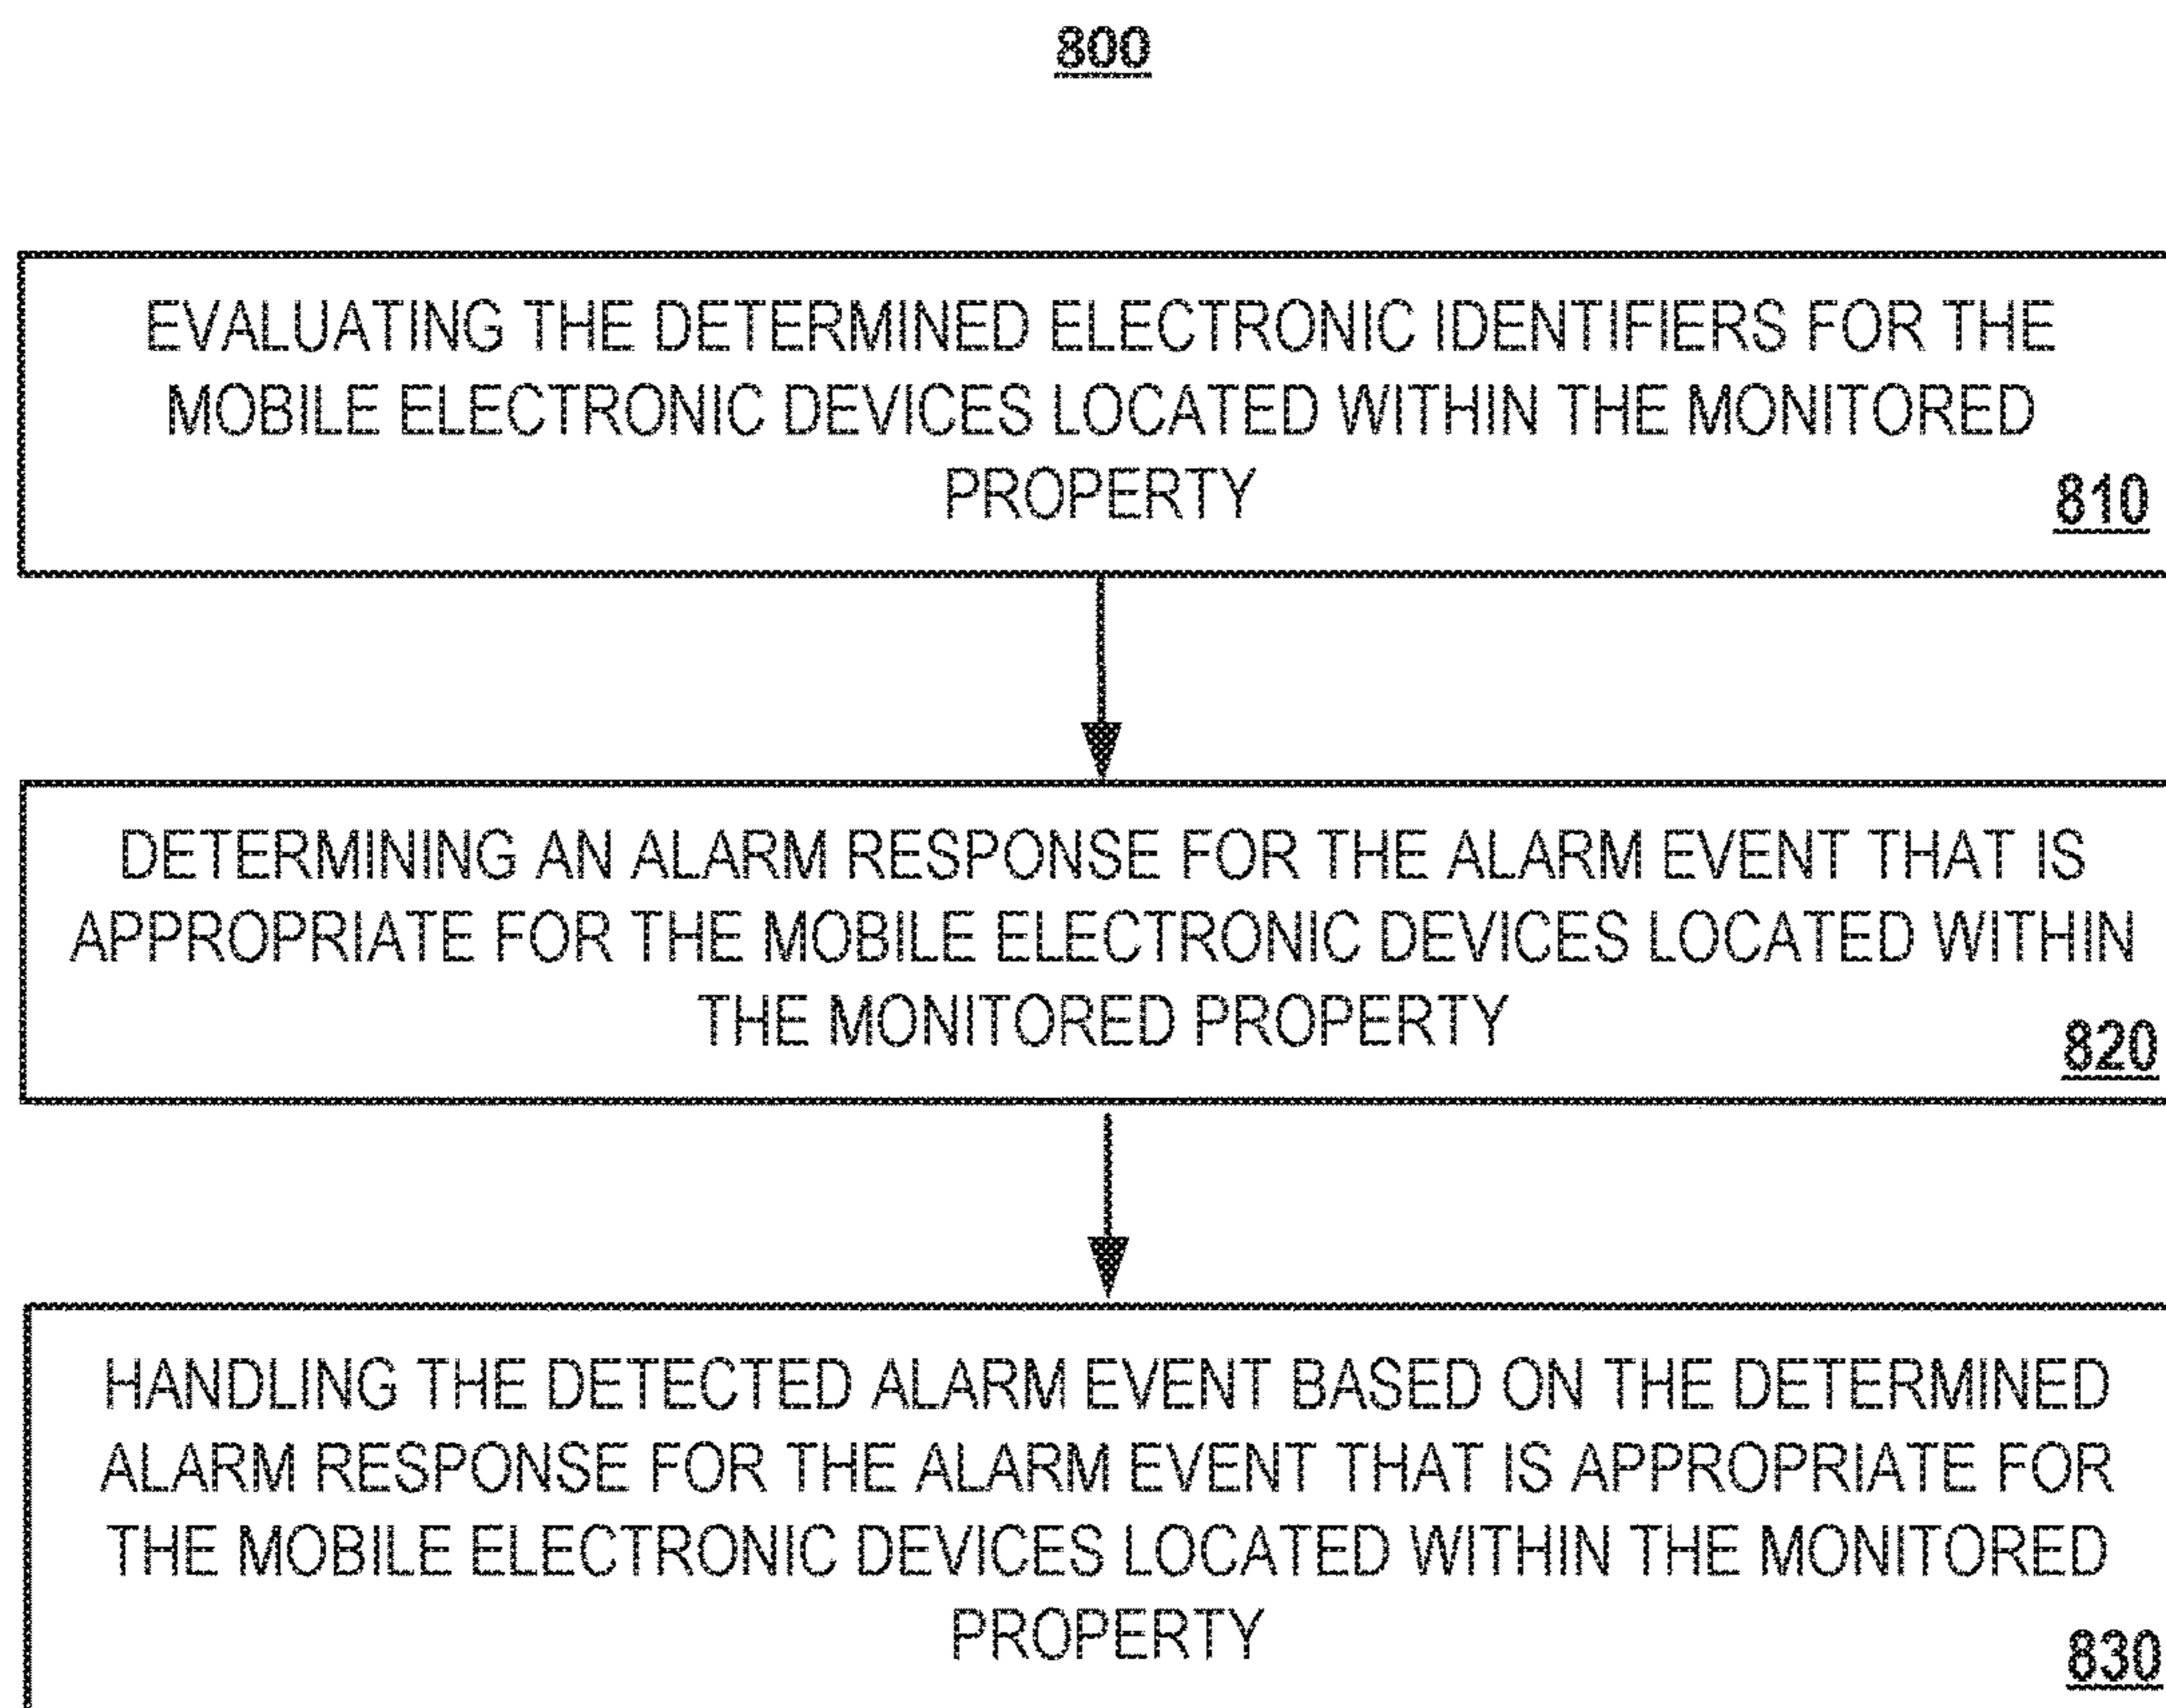 800
EVALUATING THE DETERMINED ELECTRONIC IDENTIFIERS FOR THE
MOBILE ELECTRONIC DEVICES LOCATED WITHIN THE MONITORED
PROPERTY
810
DETERMINING AN ALARM RESPONSE FOR THE ALARM EVENT THAT IS
APPROPRIATE FOR THE MOBILE ELECTRONIC DEVICES LOCATED WITHIN
THE MONITORED PROPERTY
820
HANDLING THE DETECTED ALARM EVENT BASED ON THE DETERMINED
ALARM RESPONSE FOR THE ALARM EVENT THAT IS APPROPRIATE FOR
THE MOBILE ELECTRONIC DEVICES LOCATED WITHIN THE MONITORED
PROPERTY
830